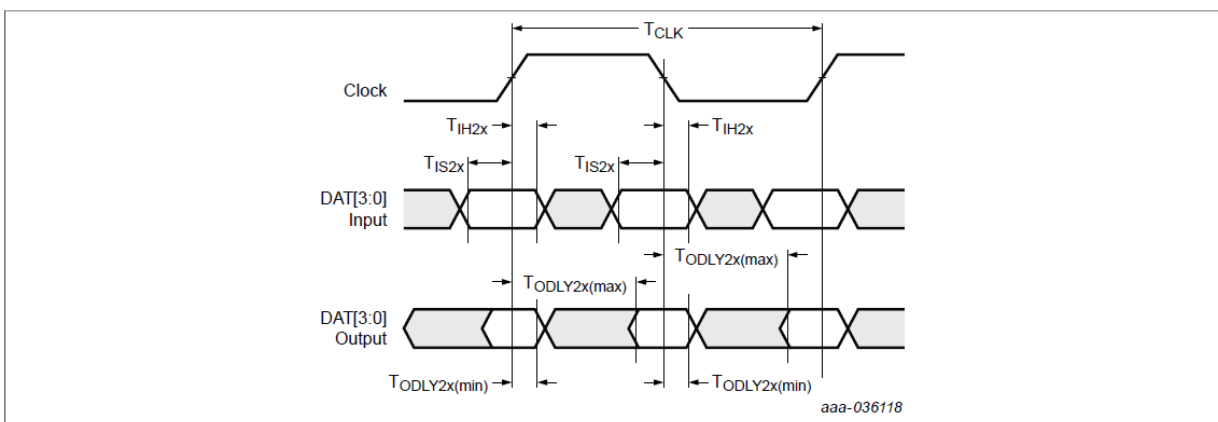 TCLK
Clock
TIH2x
TIH2x
TIS2x
TIS2x
DAT[3:0]
Input
TODLY2x(max)
TODLY2x(max)
DAT[3:0]
Output
TODLY2x(min)
TODLY2x(min)
aaa-036118